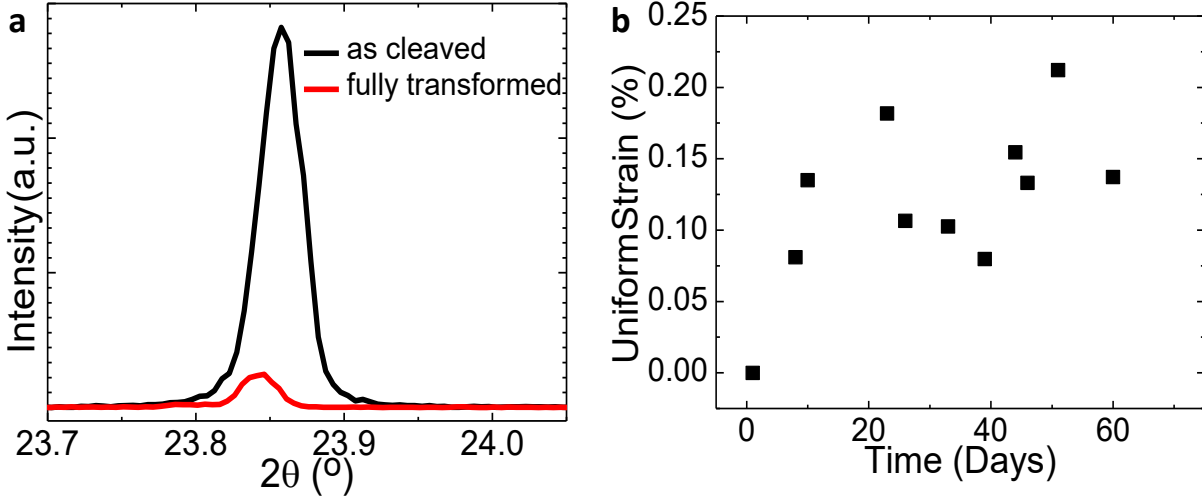 a
as cleaved
fully transformed
Intensity(a.u.)
23.7 23.8 23.9 24.0
2θ (º)
b
0.25
0.20
0.15
0.10
0.05
0.00
UniformStrain (%)
0 20 40 60
Time (Days)